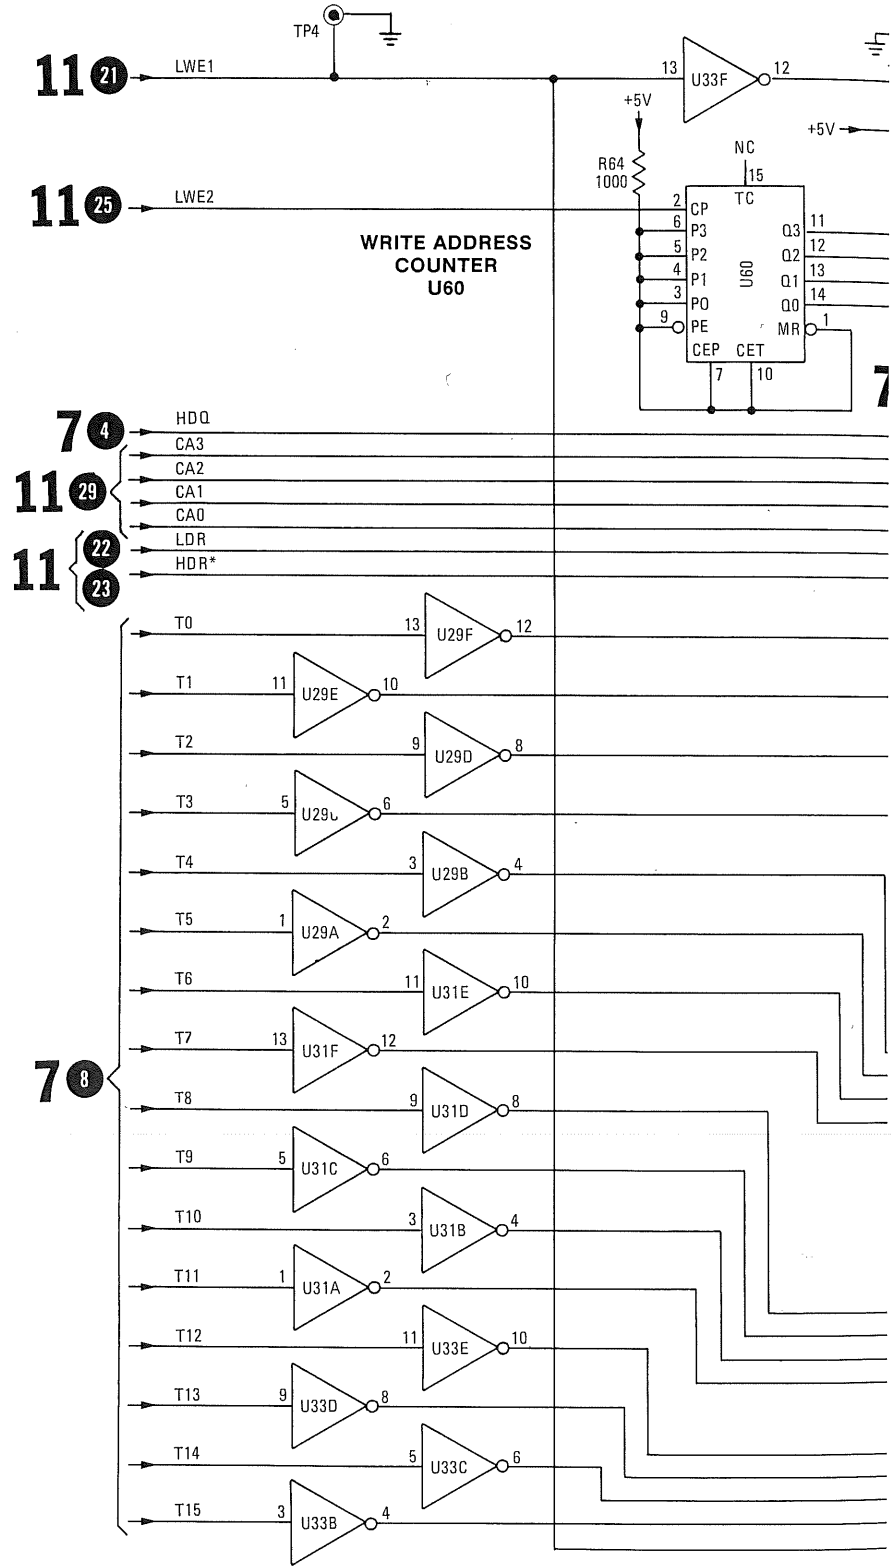 TP4
11 21 LWE1
13 U33F 12
+5V
+5V
R64
1000
NC
15
TC
11 25 LWE2
2 CP
6 P3 Q3 11
5 P2 Q2 12
4 P1 Q1 13
3 P0 Q0 14
9 PE MR 1
U60
CEP CET
7 10
WRITE ADDRESS
COUNTER
U60
7
7 4 HDQ
CA3
CA2
11 29
CA1
CA0
22 LDR
11
23 HDR*
T0 13 U29F 12
T1 11 U29E 10
T2 9 U29D 8
T3 5 U29C 6
T4 3 U29B 4
T5 1 U29A 2
T6 11 U31E 10
T7 13 U31F 12
7 8
T8 9 U31D 8
T9 5 U31C 6
T10 3 U31B 4
T11 1 U31A 2
T12 11 U33E 10
T13 9 U33D 8
T14 5 U33C 6
T15 3 U33B 4